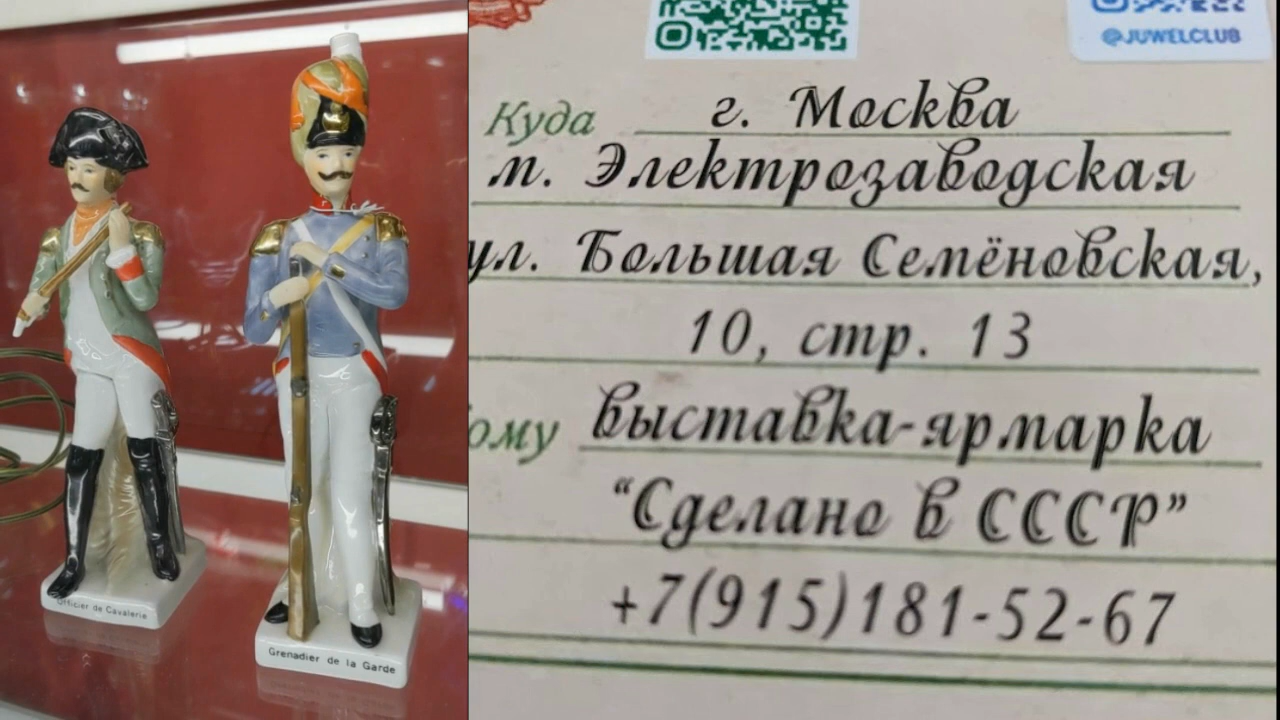 Officier de Cavalerie
Grenadier de la Garde
@JUWELCLUB
Куда г. Москва
м. Электрозаводская
ул. Большая Семёновская,
10, стр. 13
ому выставка-ярмарка
“Сделано в СССР”
+7(915)181-52-67